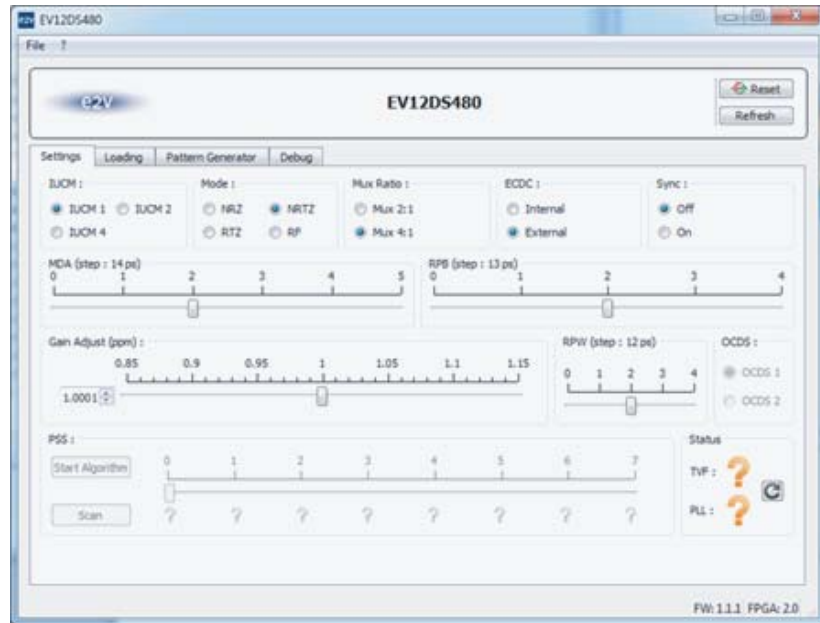 EV12DS480
File ?
e2v
EV12DS480
Reset
Refresh
Settings Loading Pattern Generator Debug
IUCM :
IUCM 1 IUCM 2
IUCM 4
Mode :
NRZ NRTZ
RTZ RF
Mux Ratio :
Mux 2:1
Mux 4:1
ECDC :
Internal
External
Sync :
Off
On
MDA (step : 14 ps)
0 1 2 3 4 5
RPB (step : 13 ps)
0 1 2 3 4
Gain Adjust (ppm) :
0.85 0.9 0.95 1 1.05 1.1 1.15
1.0001
RPW (step : 12 ps)
0 1 2 3 4
OCDS :
OCDS 1
OCDS 2
PSS :
Start Algorithm
0 1 2 3 4 5 6 7
Scan
? ? ? ? ? ? ? ?
Status
TVF : ?
PLL : ?
FW: 1.1.1 FPGA: 2.0